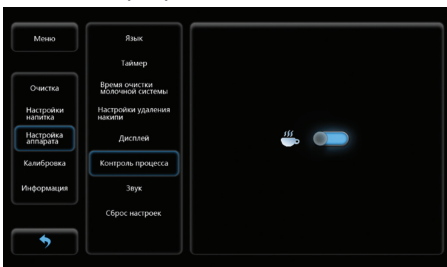 Меню
Очистка
Настройки
напитка
Настройка
аппарата
Калибровка
Информация
Язык
Таймер
Время очистки
молочной системы
Настройки удаления
накипи
Дисплей
Контроль процесса
Звук
Сброс настроек